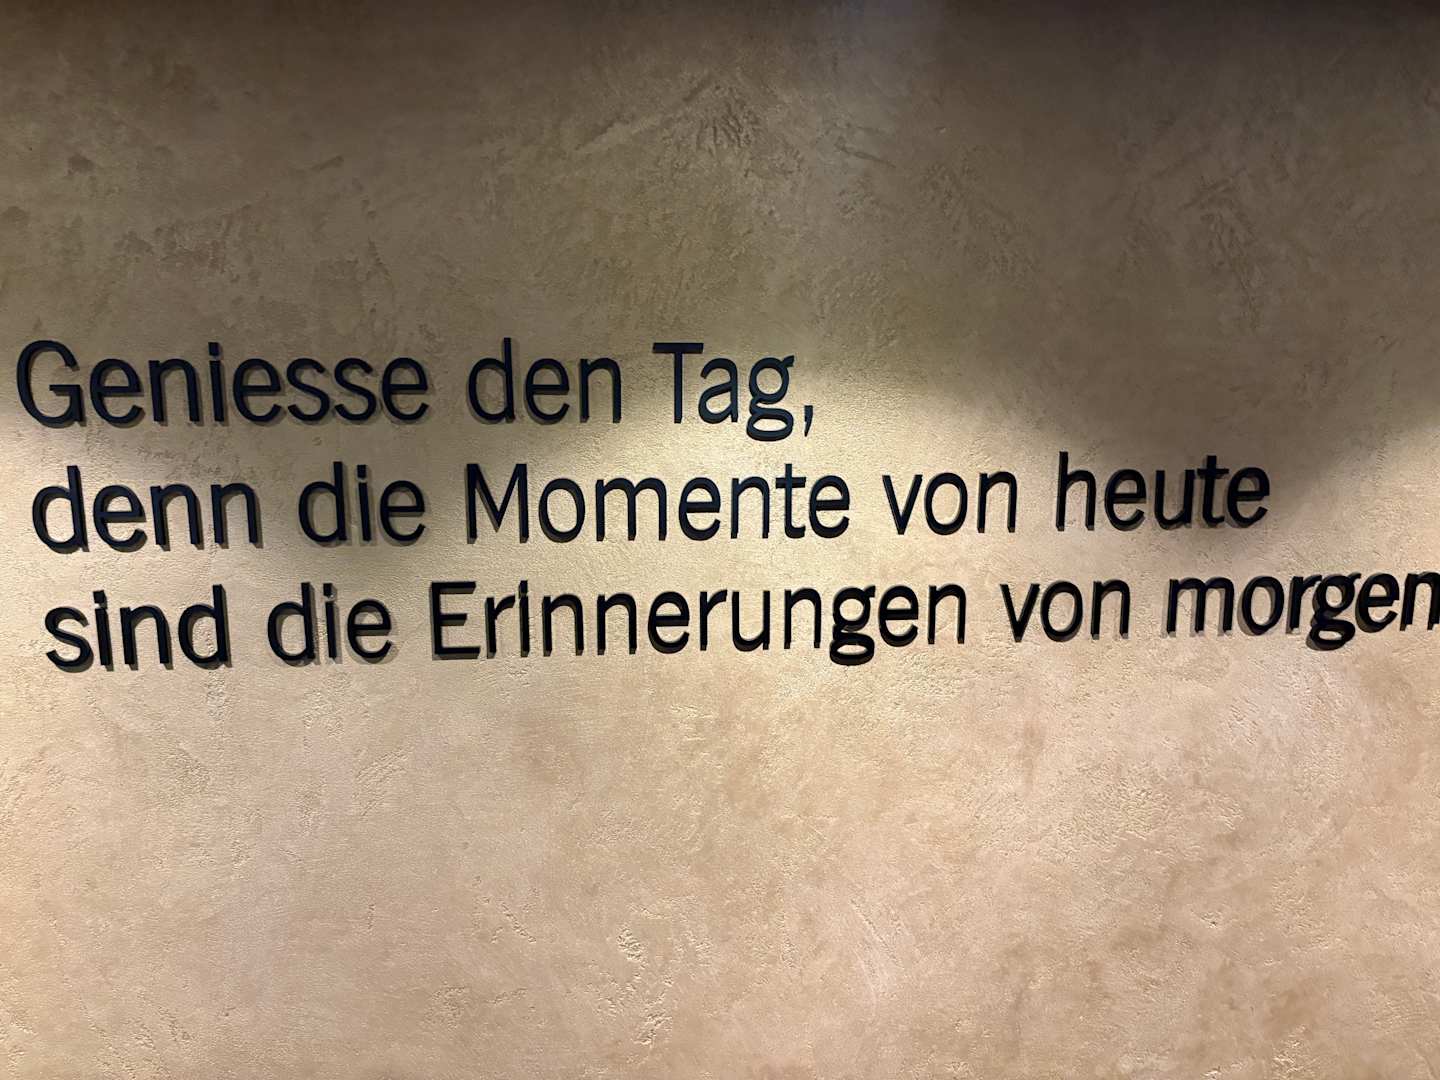 Geniesse den Tag,
denn die Momente von heute
sind die Erinnerungen von morgen